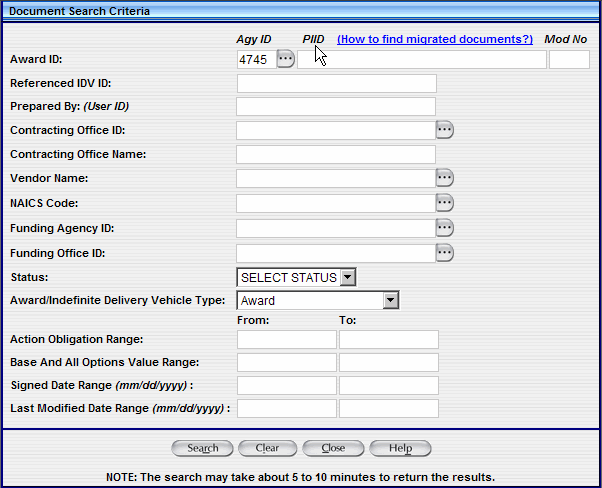 Document Search Criteria
Agy ID PIID (How to find migrated documents?) Mod No
Award ID: 4745
Referenced IDV ID:
Prepared By: (User ID)
Contracting Office ID:
Contracting Office Name:
Vendor Name:
NAICS Code:
Funding Agency ID:
Funding Office ID:
Status: SELECT STATUS
Award/Indefinite Delivery Vehicle Type: Award
From: To:
Action Obligation Range:
Base And All Options Value Range:
Signed Date Range (mm/dd/yyyy) :
Last Modified Date Range (mm/dd/yyyy) :
Search Clear Close Help
NOTE: The search may take about 5 to 10 minutes to return the results.